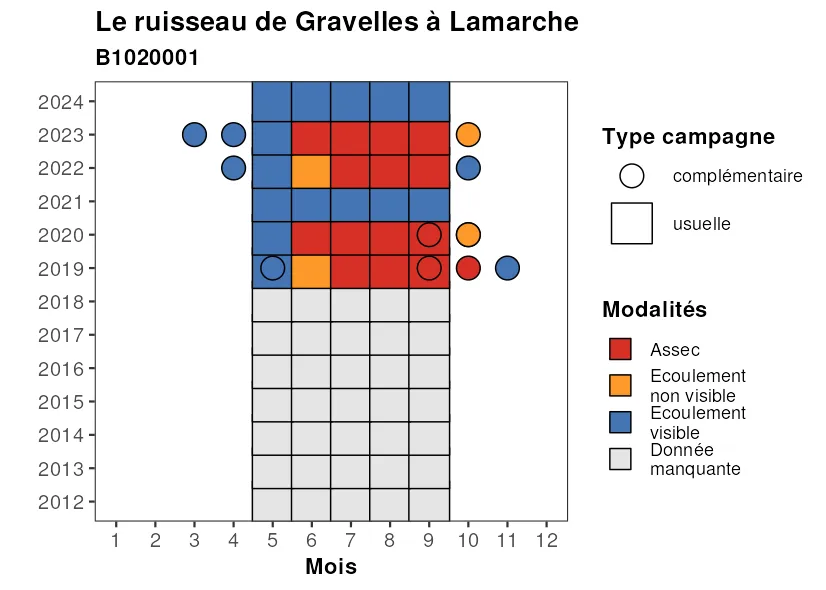 Le ruisseau de Gravelles à Lamarche
B1020001
2024
2023
2022
2021
2020
2019
2018
2017
2016
2015
2014
2013
2012
1 2 3 4 5 6 7 8 9 10 11 12
Mois
Type campagne
complémentaire
usuelle
Modalités
Assec
Ecoulement
non visible
Ecoulement
visible
Donnée
manquante